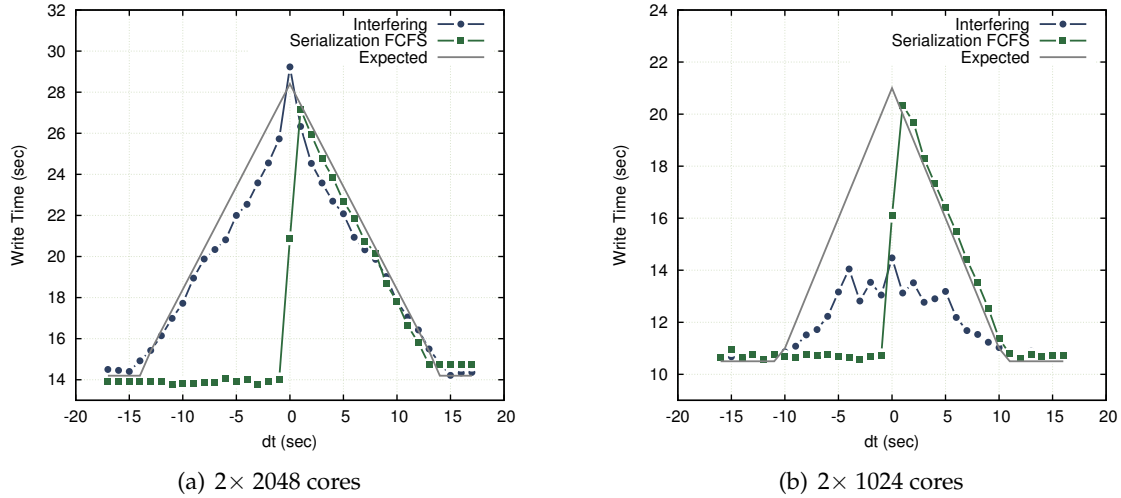 32
30
28
26
24
22
20
18
16
14
Write Time (sec)
-20 -15 -10 -5 0 5 10 15 20
dt (sec)
Interfering
Serialization FCFS
Expected
(a) 2× 2048 cores
24
22
20
18
16
14
12
10
Write Time (sec)
-20 -15 -10 -5 0 5 10 15 20
dt (sec)
Interfering
Serialization FCFS
Expected
(b) 2× 1024 cores